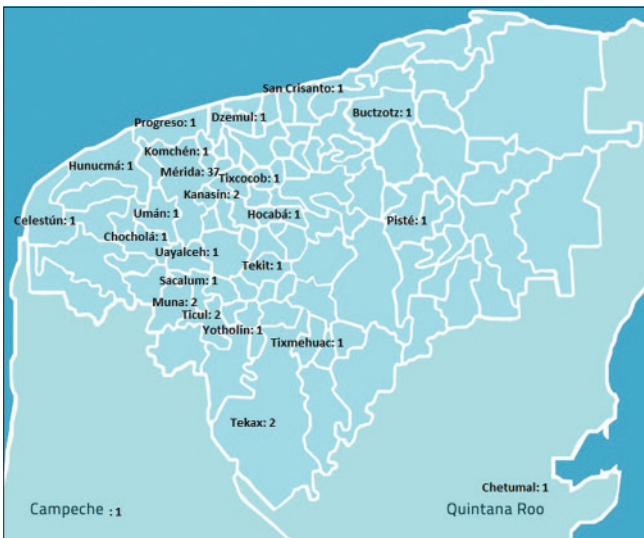 San Crisanto: 1
Buctzotz: 1
Dzemul: 1
Progreso: 1
Komchén: 1
Hunucmá: 1
Mérida: 37
Tixcocob: 1
Kanasín: 2
Celestún: 1
Umán: 1
Hocabá: 1
Pisté: 1
Chocholá: 1
Uayalceh: 1
Tekit: 1
Sacalum: 1
Muna: 2
Ticul: 2
Yotholín: 1
Tixmehuac: 1
Tekax: 2
Chetumal: 1
Campeche : 1
Quintana Roo